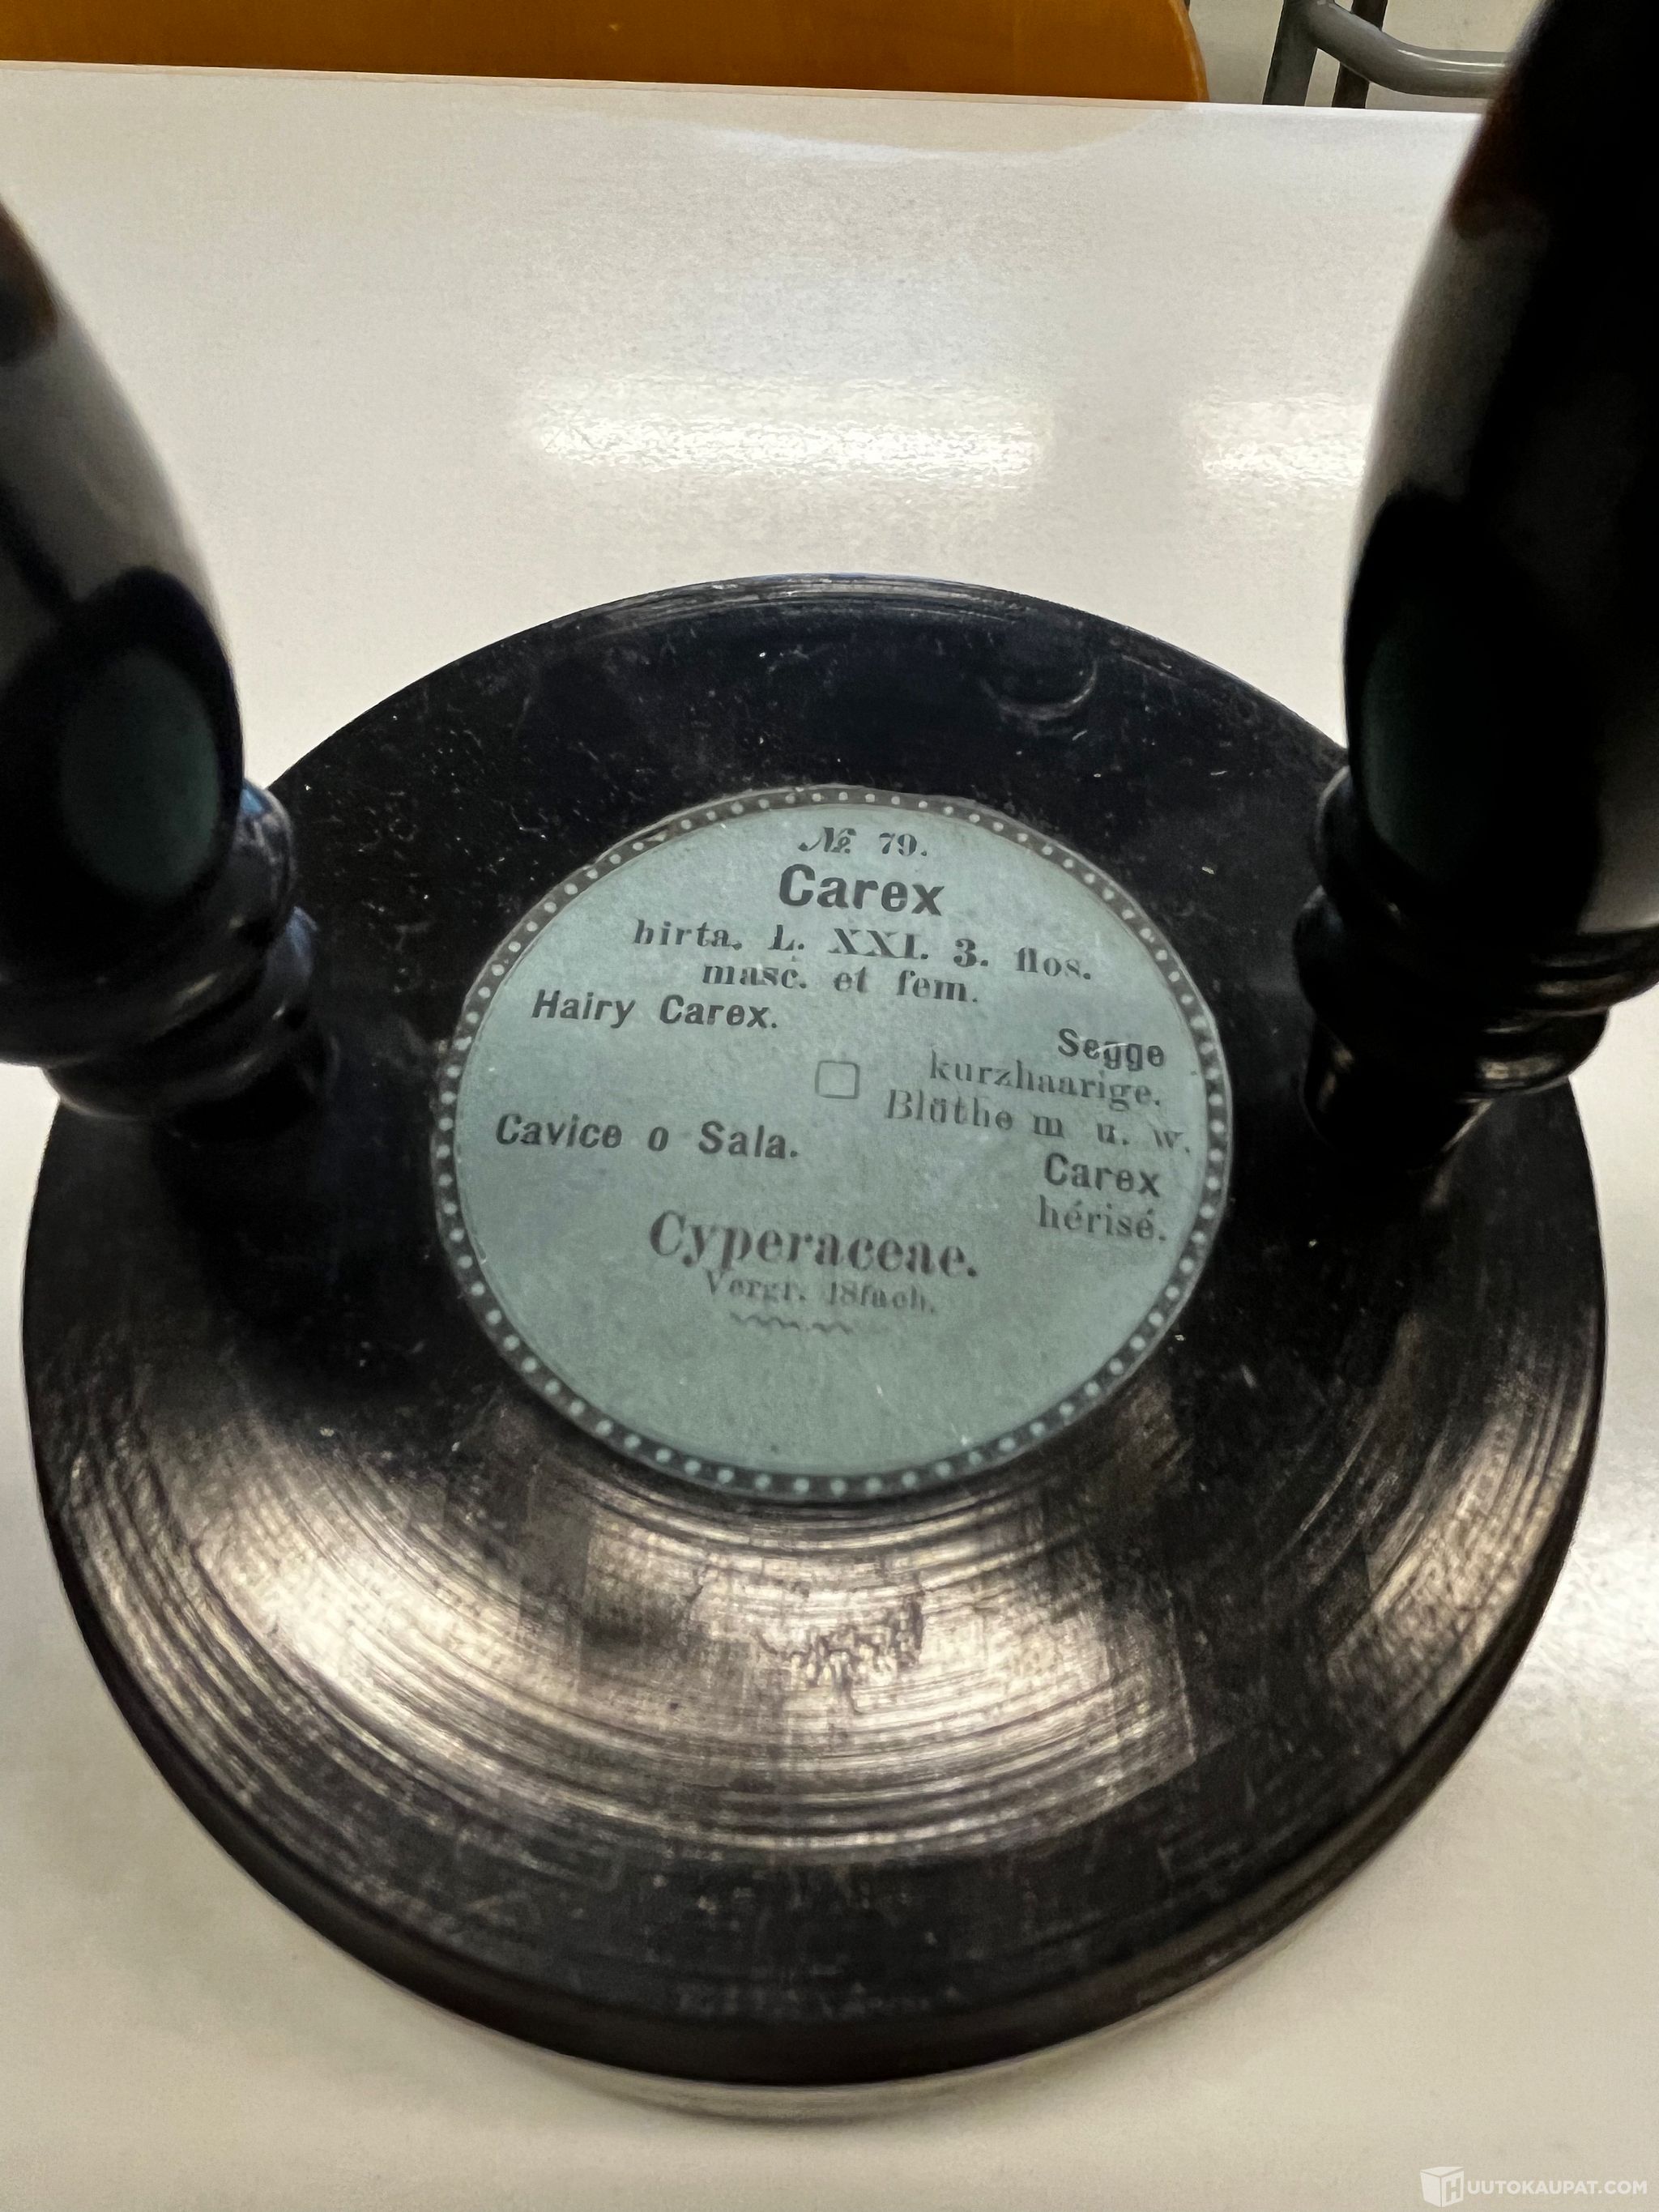 № 79.
Carex
hirta. L. XXI. 3. flos.
masc. et fem.
Hairy Carex.
Segge
kurzhaarige.
Blüthe m u. w.
Cavice o Sala.
Carex
hérisé.
Cyperaceae.
Vergr. 18fach.
HUUTOKAUPAT.COM